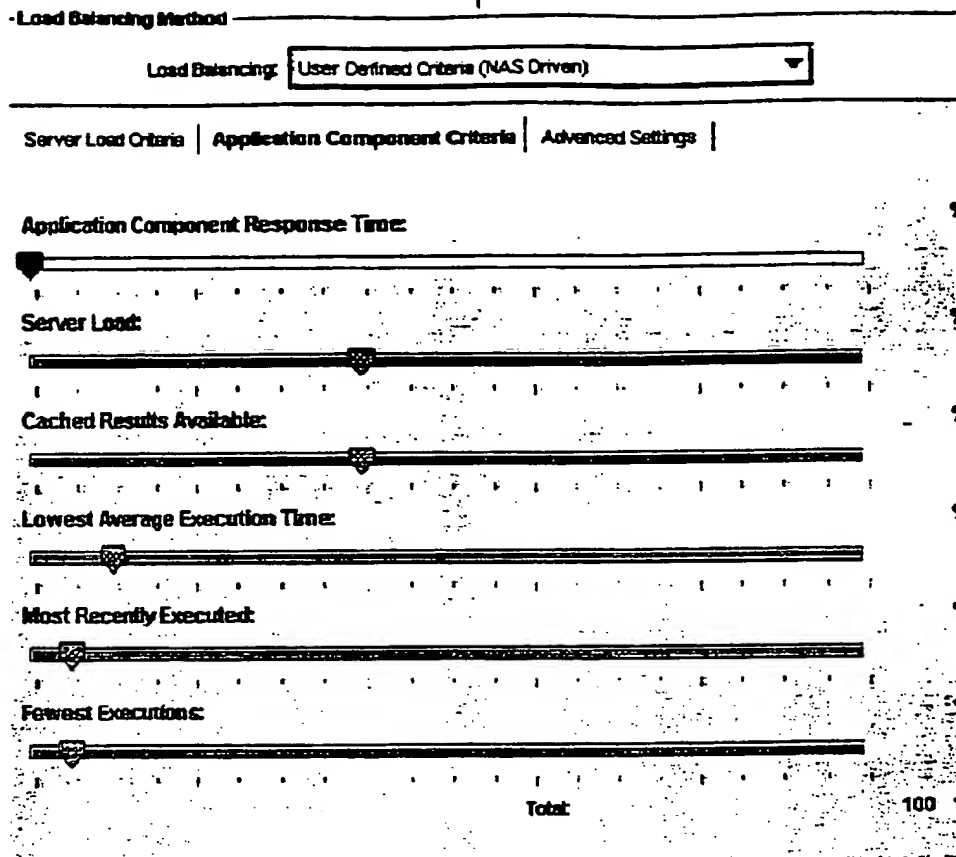 Load Balancing Method
Load Balancing: User Defined Criteria (NAS Driven)
Server Load Criteria | Application Component Criteria | Advanced Settings |
Application Component Response Time:
Server Load:
Cached Results Available:
Lowest Average Execution Time:
Most Recently Executed:
Fewest Executions:
Total: 100